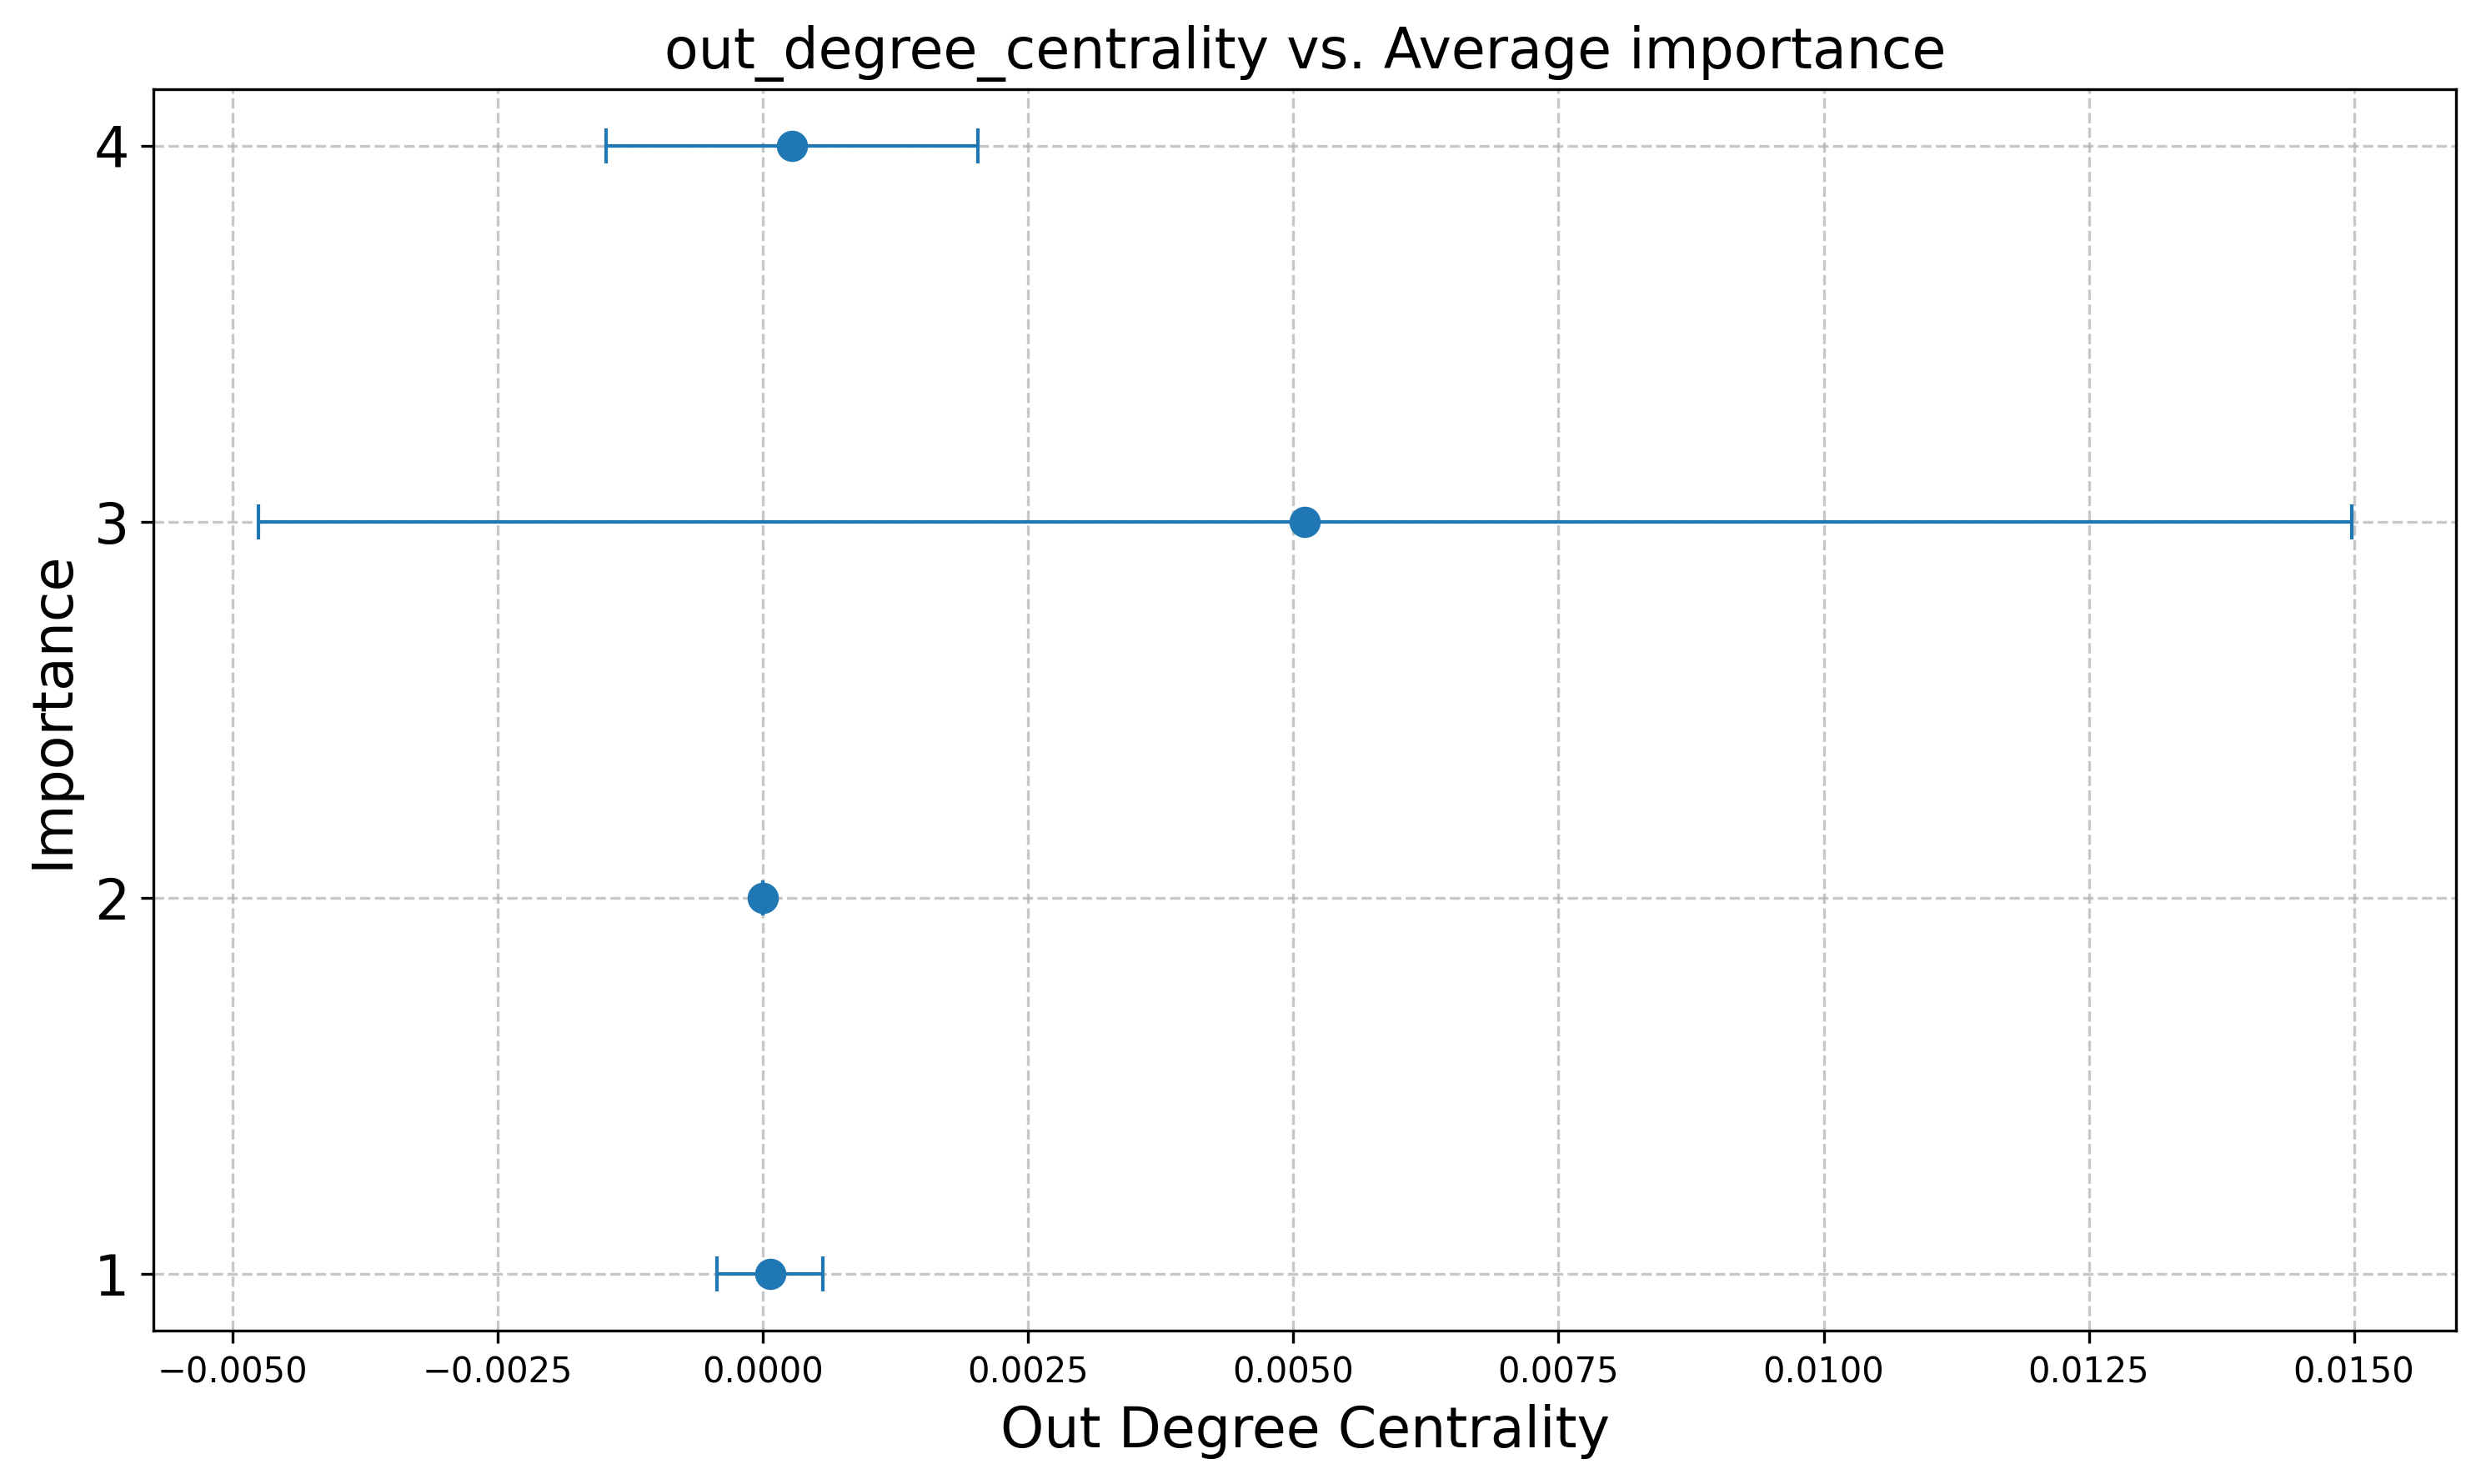 out_degree_centrality vs. Average importance
4
3
2
1
Importance
−0.0050 −0.0025 0.0000 0.0025 0.0050 0.0075 0.0100 0.0125 0.0150
Out Degree Centrality